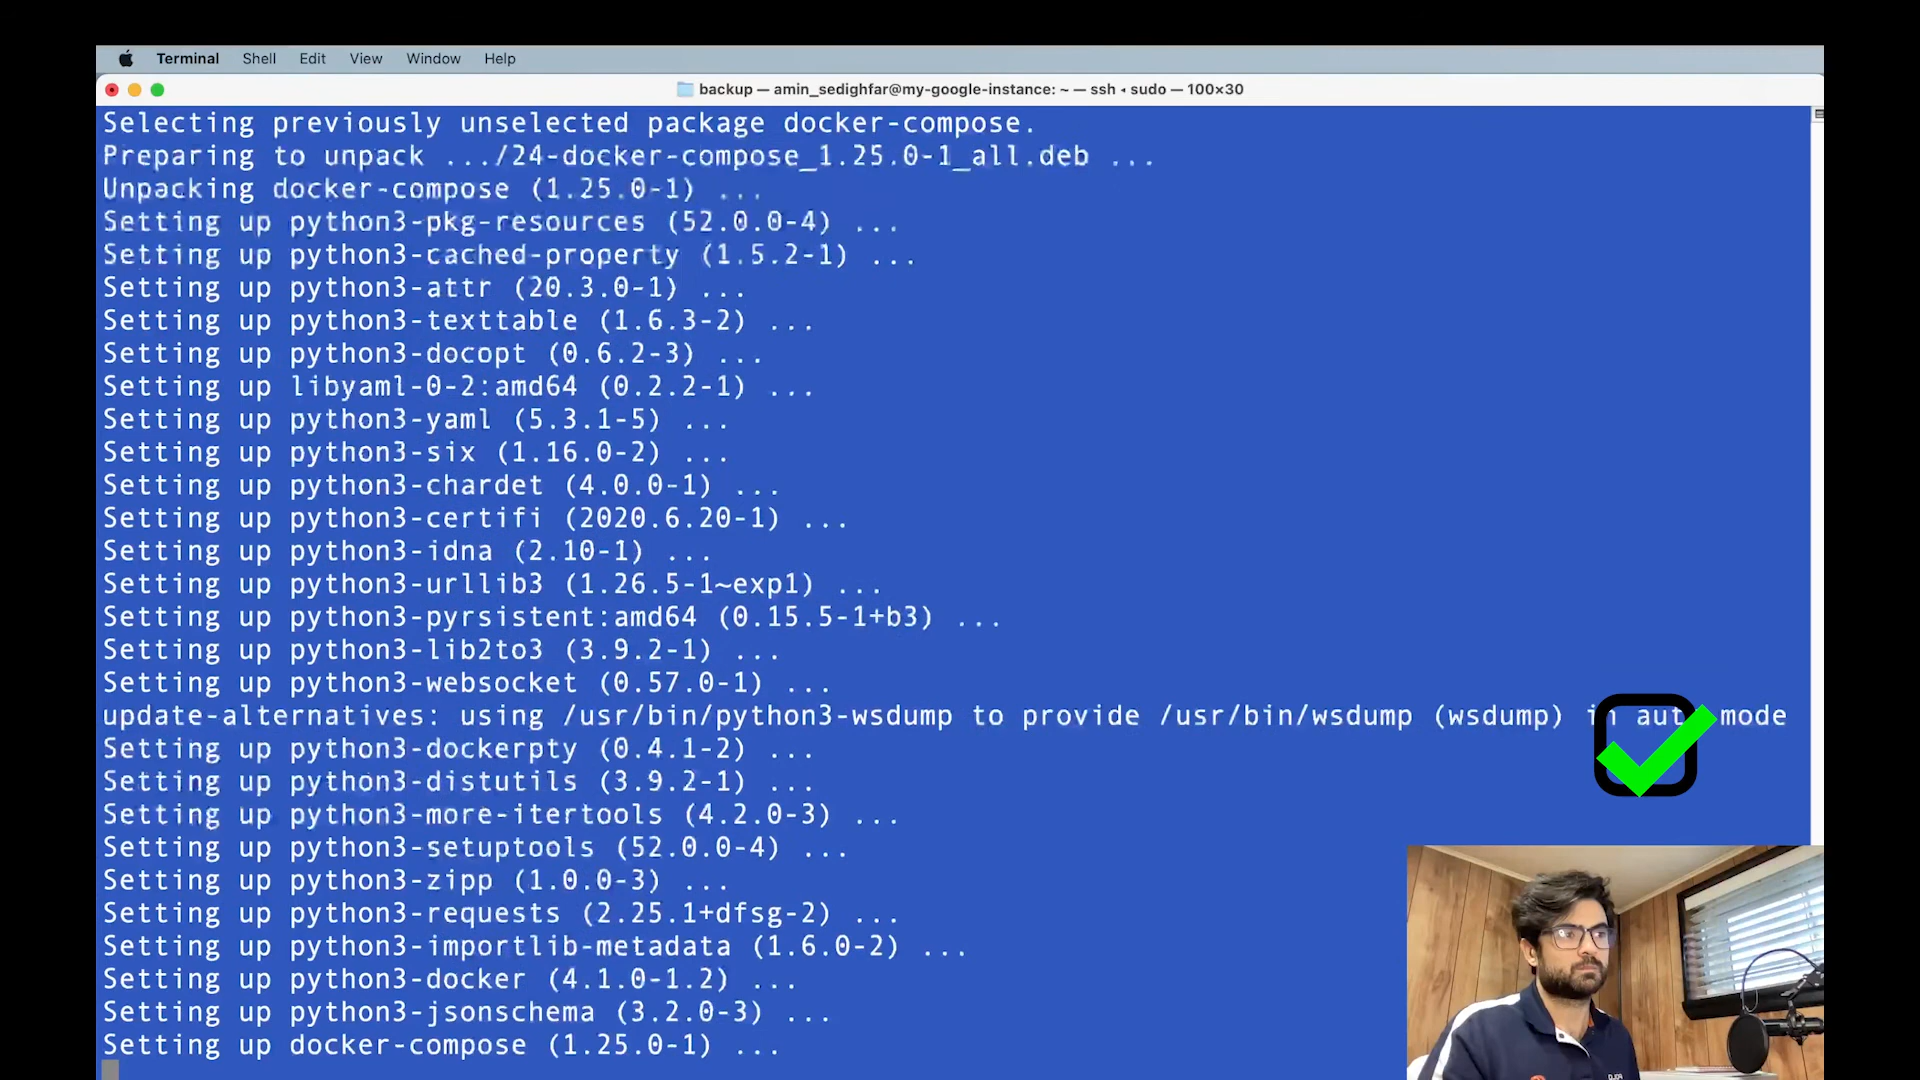 Terminal Shell Edit View Window Help
backup — amin_sedighfar@my-google-instance: ~ — ssh ◂ sudo — 100×30
Selecting previously unselected package docker-compose.
Preparing to unpack .../24-docker-compose_1.25.0-1_all.deb ...
Unpacking docker-compose (1.25.0-1) ...
Setting up python3-pkg-resources (52.0.0-4) ...
Setting up python3-cached-property (1.5.2-1) ...
Setting up python3-attr (20.3.0-1) ...
Setting up python3-texttable (1.6.3-2) ...
Setting up python3-docopt (0.6.2-3) ...
Setting up libyaml-0-2:amd64 (0.2.2-1) ...
Setting up python3-yaml (5.3.1-5) ...
Setting up python3-six (1.16.0-2) ...
Setting up python3-chardet (4.0.0-1) ...
Setting up python3-certifi (2020.6.20-1) ...
Setting up python3-idna (2.10-1) ...
Setting up python3-urllib3 (1.26.5-1~exp1) ...
Setting up python3-pyrsistent:amd64 (0.15.5-1+b3) ...
Setting up python3-lib2to3 (3.9.2-1) ...
Setting up python3-websocket (0.57.0-1) ...
update-alternatives: using /usr/bin/python3-wsdump to provide /usr/bin/wsdump (wsdump) in auto mode
Setting up python3-dockerpty (0.4.1-2) ...
Setting up python3-distutils (3.9.2-1) ...
Setting up python3-more-itertools (4.2.0-3) ...
Setting up python3-setuptools (52.0.0-4) ...
Setting up python3-zipp (1.0.0-3) ...
Setting up python3-requests (2.25.1+dfsg-2) ...
Setting up python3-importlib-metadata (1.6.0-2) ...
Setting up python3-docker (4.1.0-1.2) ...
Setting up python3-jsonschema (3.2.0-3) ...
Setting up docker-compose (1.25.0-1) ...